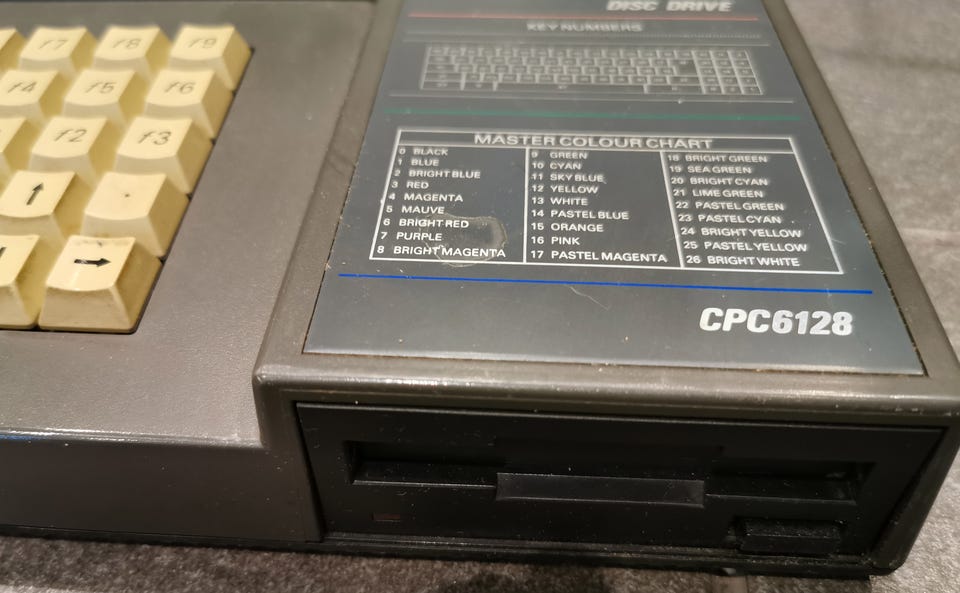 DISC DRIVE
KEY NUMBERS
f7 f8 f9
f4 f5 f6
f2 f3
MASTER COLOUR CHART
0 BLACK
1 BLUE
2 BRIGHT BLUE
3 RED
4 MAGENTA
5 MAUVE
6 BRIGHT RED
7 PURPLE
8 BRIGHT MAGENTA
9 GREEN
10 CYAN
11 SKY BLUE
12 YELLOW
13 WHITE
14 PASTEL BLUE
15 ORANGE
16 PINK
17 PASTEL MAGENTA
18 BRIGHT GREEN
19 SEA GREEN
20 BRIGHT CYAN
21 LIME GREEN
22 PASTEL GREEN
23 PASTEL CYAN
24 BRIGHT YELLOW
25 PASTEL YELLOW
26 BRIGHT WHITE
CPC6128